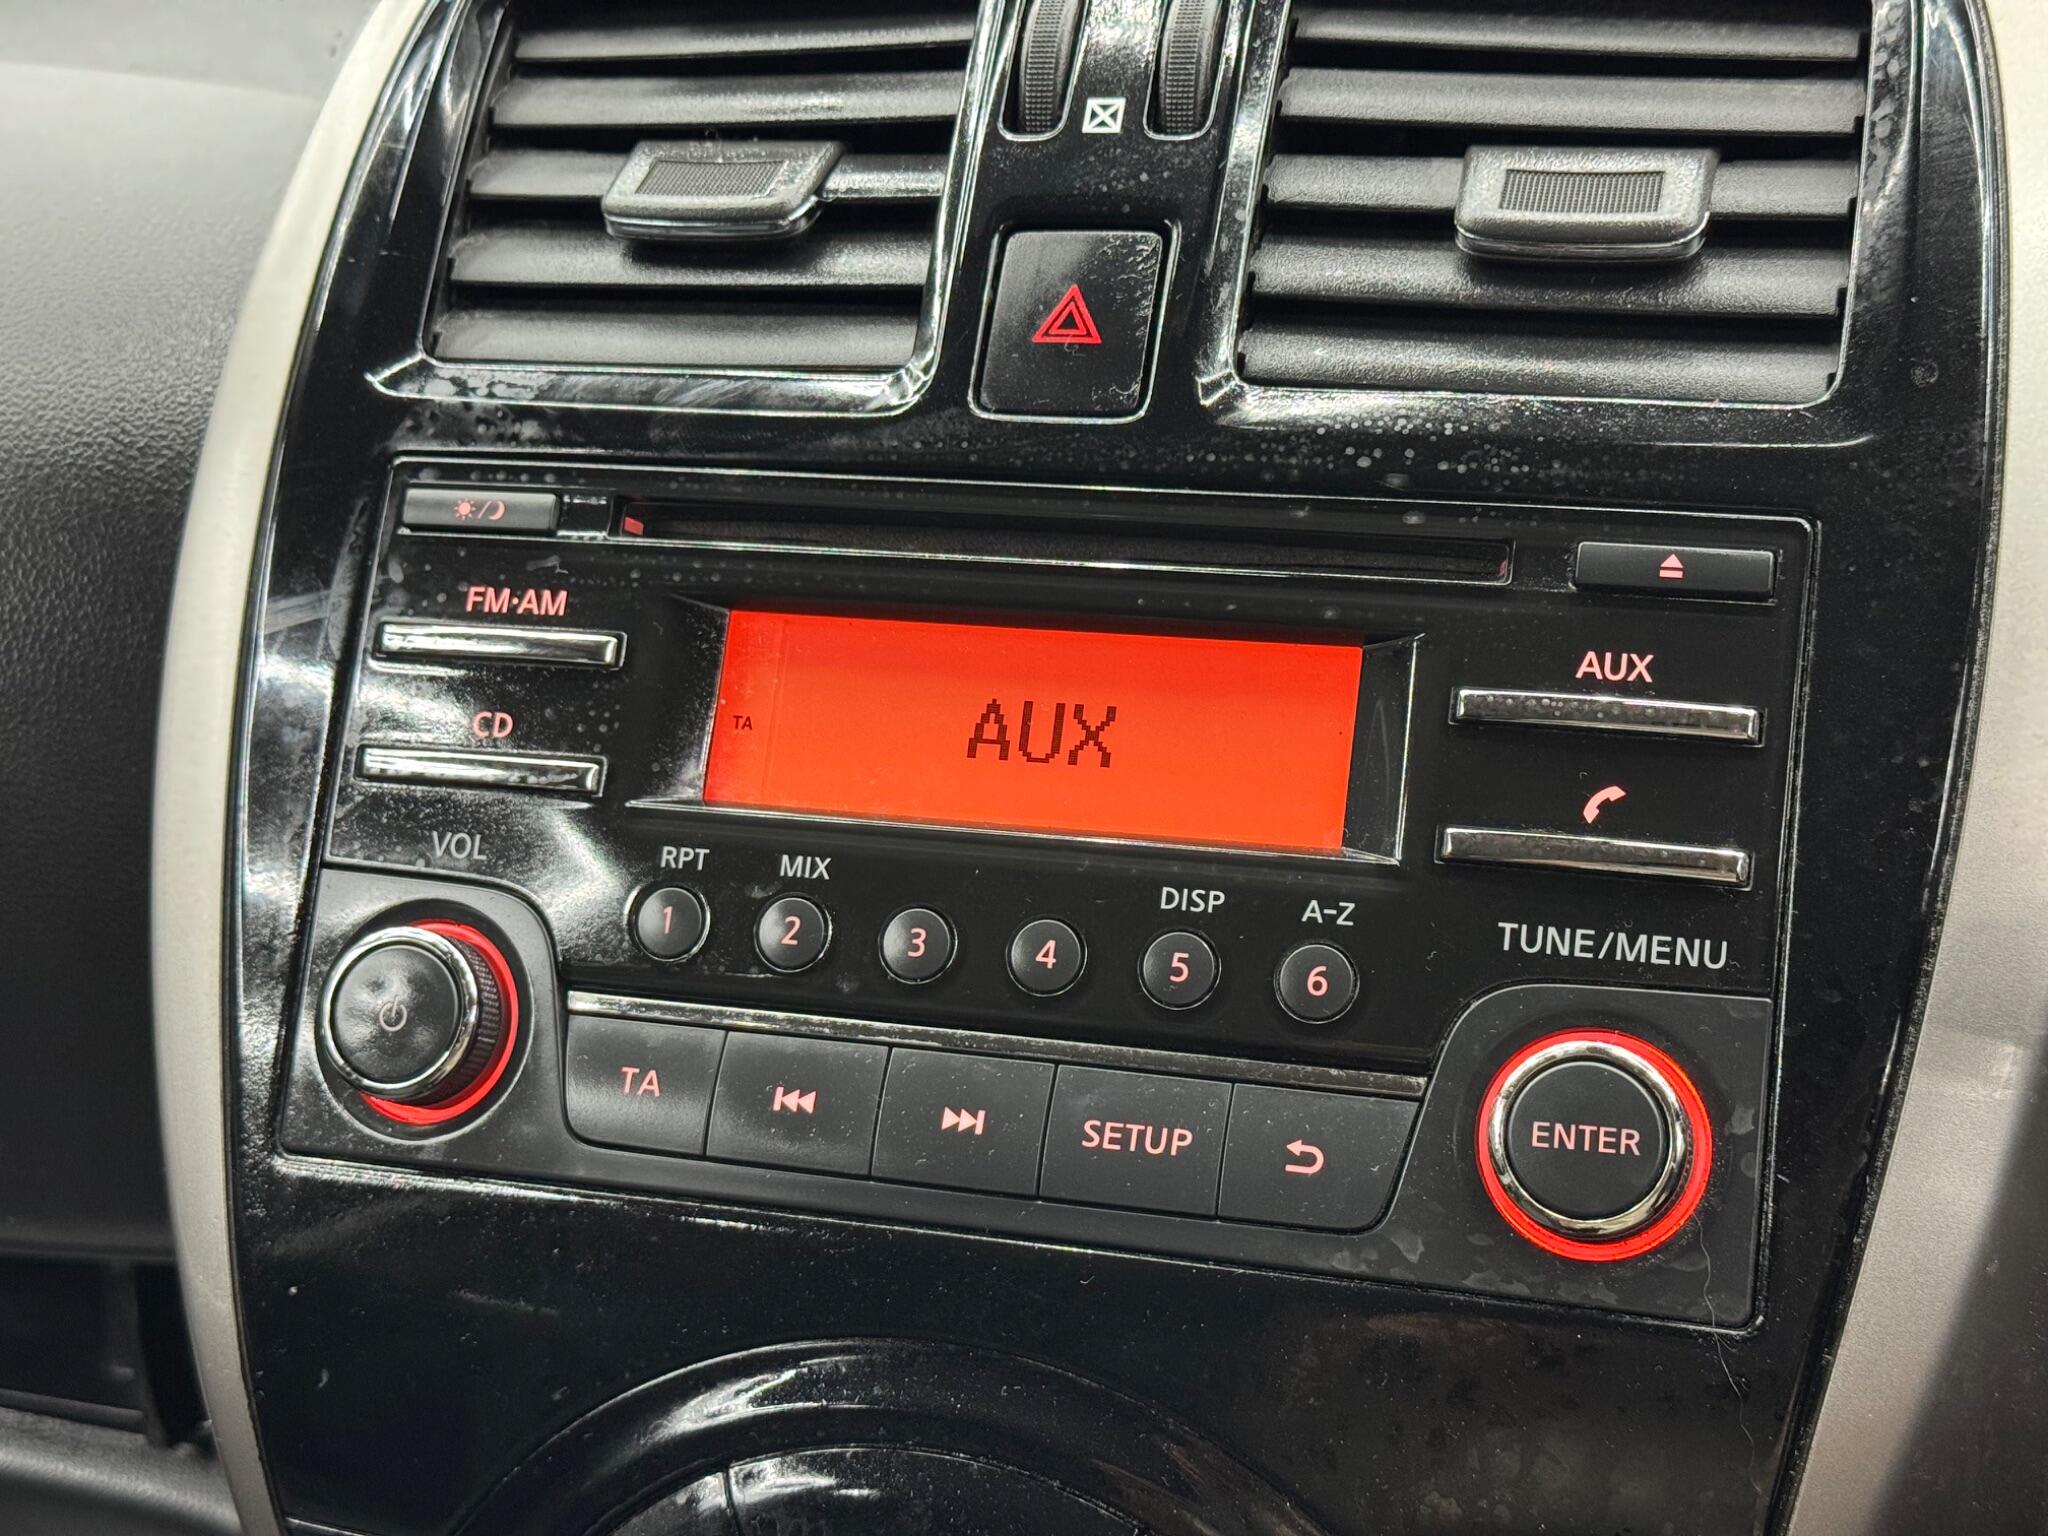 FM·AM
AUX
TA
AUX
CD
VOL
RPT
MIX
DISP
A-Z
1
2
3
4
5
6
TUNE/MENU
TA
SETUP
ENTER